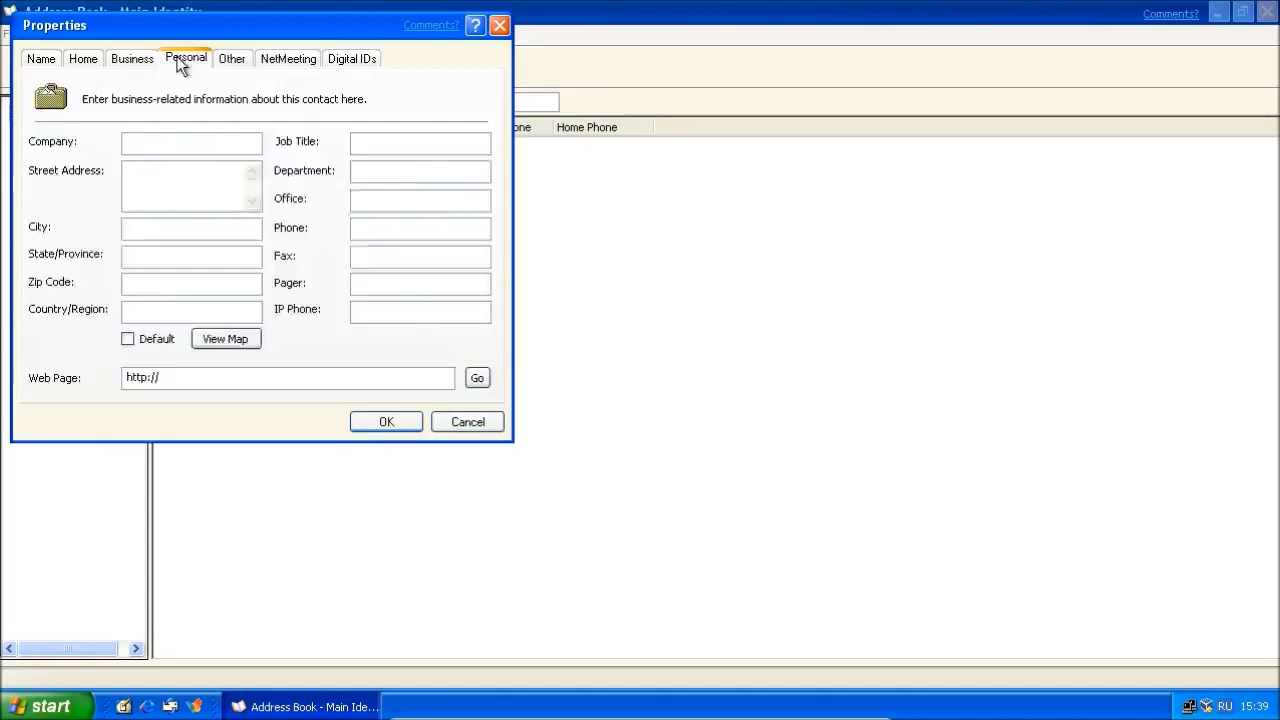 Address Book - Main Identity
Comments?
Properties
Comments?
Name
Home
Business
Personal
Other
NetMeeting
Digital IDs
Enter business-related information about this contact here.
Home Phone
Company:
Job Title:
Street Address:
Department:
Office:
City:
Phone:
State/Province:
Fax:
Zip Code:
Pager:
Country/Region:
IP Phone:
Default
View Map
Web Page:
http://
Go
OK
Cancel
start
Address Book - Main Ide...
RU
15:39